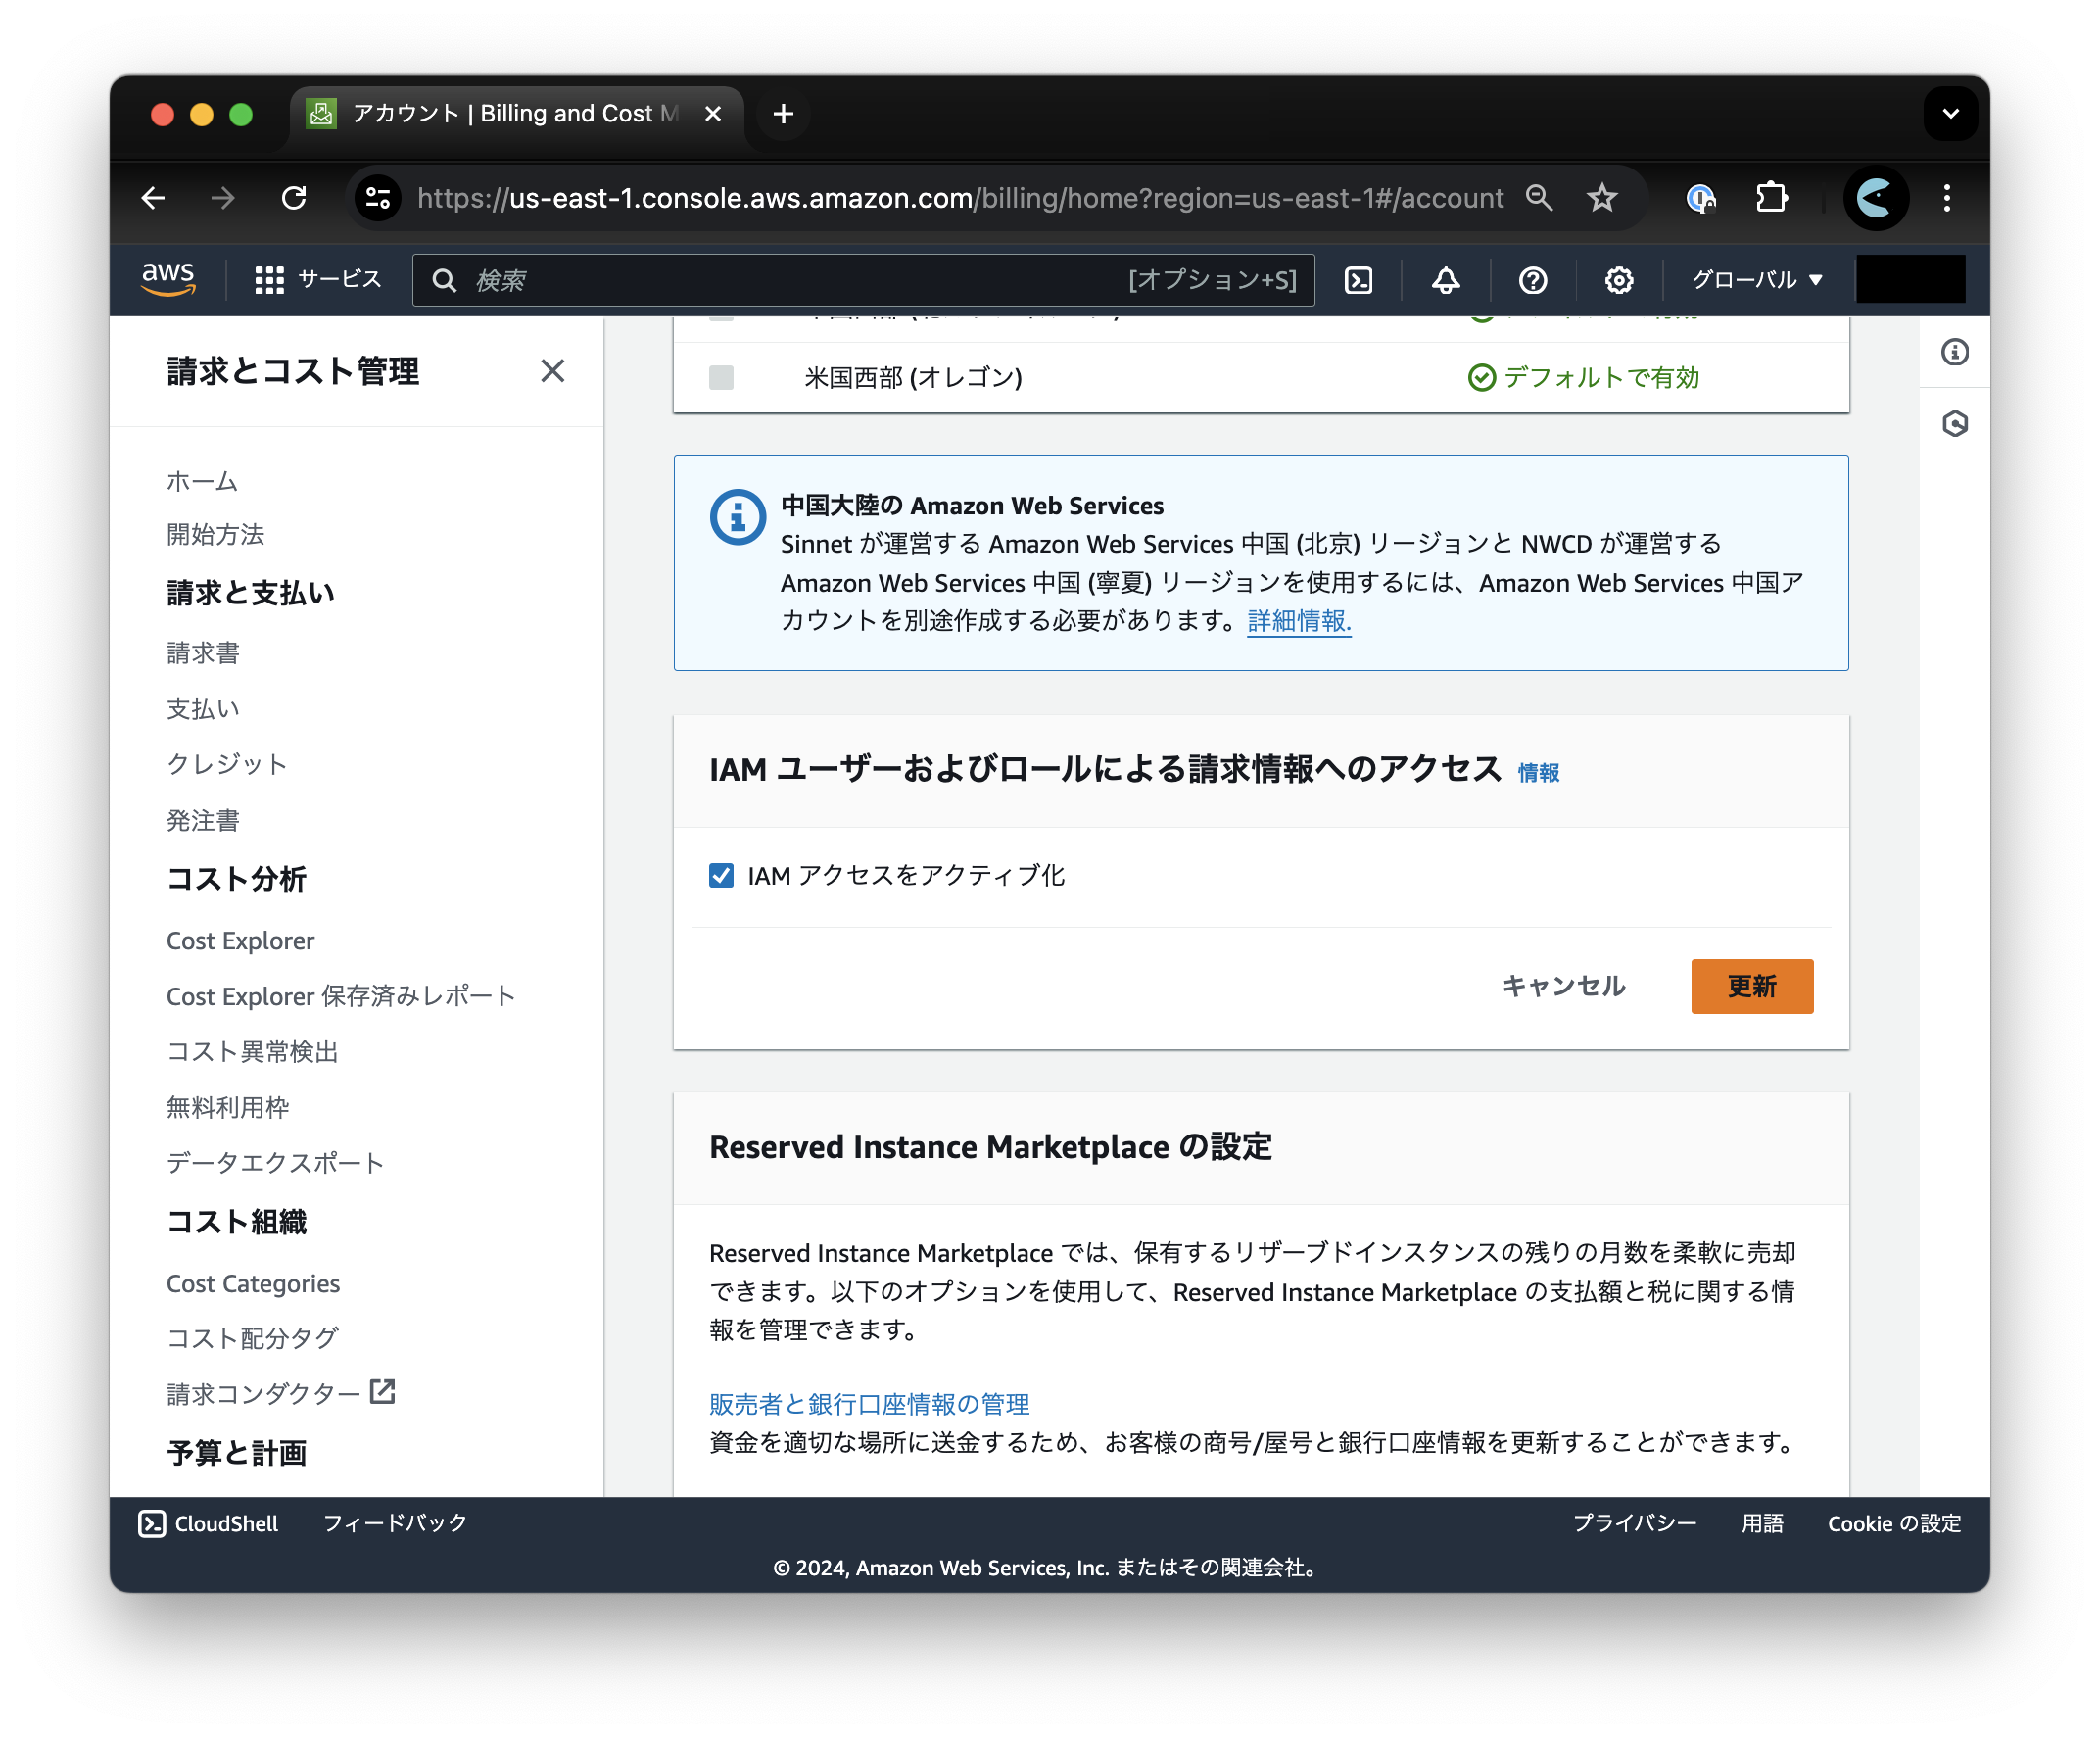 アカウント | Billing and Cost M
https://us-east-1.console.aws.amazon.com/billing/home?region=us-east-1#/account
aws
サービス
検索
[オプション+S]
グローバル ▼
請求とコスト管理
ホーム
開始方法
請求と支払い
請求書
支払い
クレジット
発注書
コスト分析
Cost Explorer
Cost Explorer 保存済みレポート
コスト異常検出
無料利用枠
データエクスポート
コスト組織
Cost Categories
コスト配分タグ
請求コンダクター
予算と計画
米国西部 (オレゴン)
デフォルトで有効
中国大陸の Amazon Web Services
Sinnet が運営する Amazon Web Services 中国 (北京) リージョンと NWCD が運営する
Amazon Web Services 中国 (寧夏) リージョンを使用するには、Amazon Web Services 中国ア
カウントを別途作成する必要があります。詳細情報.
IAM ユーザーおよびロールによる請求情報へのアクセス 情報
IAM アクセスをアクティブ化
キャンセル
更新
Reserved Instance Marketplace の設定
Reserved Instance Marketplace では、保有するリザーブドインスタンスの残りの月数を柔軟に売却
できます。以下のオプションを使用して、Reserved Instance Marketplace の支払額と税に関する情
報を管理できます。
販売者と銀行口座情報の管理
資金を適切な場所に送金するため、お客様の商号/屋号と銀行口座情報を更新することができます。
CloudShell
フィードバック
プライバシー
用語
Cookie の設定
© 2024, Amazon Web Services, Inc. またはその関連会社。